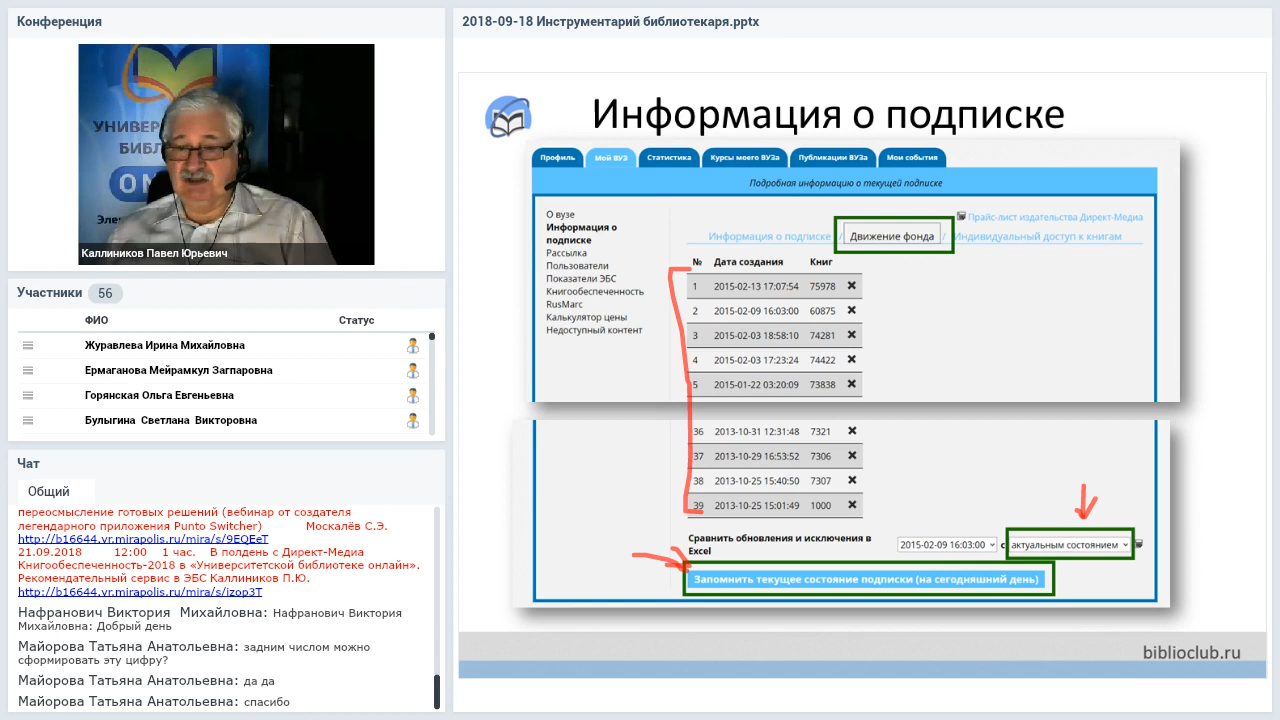 Конференция
УНИВЕР
БИБЛ
Элек
Каллиников Павел Юрьевич
Участники 56
ФИО Статус
Журавлева Ирина Михайловна
Ермаганова Мейрамкул Загпаровна
Горянская Ольга Евгеньевна
Булыгина Светлана Викторовна
Чат
Общий
переосмысление готовых решений (вебинар от создателя
легендарного приложения Punto Switcher) Москалёв С.Э.
http://b16644.vr.mirapolis.ru/mira/s/9EQEeT
21.09.2018 12:00 1 час. В полдень с Директ-Медиа
Книгообеспеченность-2018 в «Университетской библиотеке онлайн».
Рекомендательный сервис в ЭБС Каллиников П.Ю.
http://b16644.vr.mirapolis.ru/mira/s/izop3T
Нафранович Виктория Михайловна: Нафранович Виктория
Михайловна: Добрый день
Майорова Татьяна Анатольевна: задним числом можно
сформировать эту цифру?
Майорова Татьяна Анатольевна: да да
Майорова Татьяна Анатольевна: спасибо
2018-09-18 Инструментарий библиотекаря.pptx
Информация о подписке
Профиль Мой ВУЗ Статистика Курсы моего ВУЗа Публикации ВУЗа Мои события
Подробная информацию о текущей подписке
О вузе
Информация о
подписке
Рассылка
Пользователи
Показатели ЭБС
Книгообеспеченность
RusMarc
Калькулятор цены
Недоступный контент
Прайс-лист издательства Директ-Медиа
Информация о подписке / Движение фонда / Индивидуальный доступ к книгам
№ Дата создания Книг
1 2015-02-13 17:07:54 75978
2 2015-02-09 16:03:00 60875
3 2015-02-03 18:58:10 74281
4 2015-02-03 17:23:24 74422
5 2015-01-22 03:20:09 73838
36 2013-10-31 12:31:48 7321
37 2013-10-29 16:53:52 7306
38 2013-10-25 15:40:50 7307
39 2013-10-25 15:01:49 1000
Сравнить обновления и исключения в
Excel
2015-02-09 16:03:00 с актуальным состоянием
Запомнить текущее состояние подписки (на сегодняшний день)
biblioclub.ru